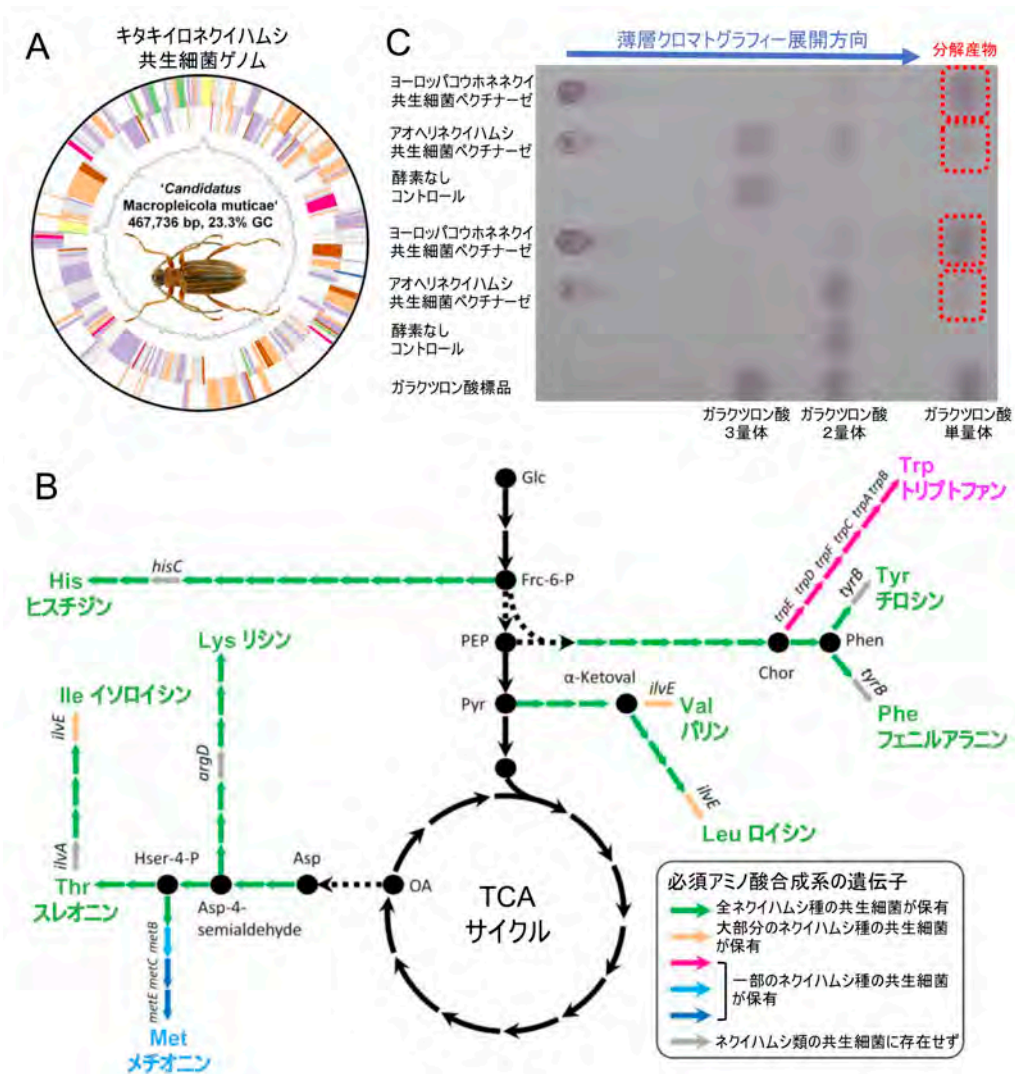 A
キタキイロネクイハムシ
共生細菌ゲノム
'Candidatus
Macropleicola muticae'
467,736 bp, 23.3% GC
C
薄層クロマトグラフィー展開方向
分解産物
ヨーロッパコウホネネクイ
共生細菌ペクチナーゼ
アオヘリネクイハムシ
共生細菌ペクチナーゼ
酵素なし
コントロール
ヨーロッパコウホネネクイ
共生細菌ペクチナーゼ
アオヘリネクイハムシ
共生細菌ペクチナーゼ
酵素なし
コントロール
ガラクツロン酸標品
ガラクツロン酸
3量体
ガラクツロン酸
2量体
ガラクツロン酸
単量体
B
Glc
Frc-6-P
PEP
Pyr
hisC
His
ヒスチジン
Trp
トリプトファン
trpE trpD trpF trpC trpA trpB
Tyr
チロシン
tyrB
Phen
Chor
tyrB
Phe
フェニルアラニン
α-Ketoval
ilvE
Val
バリン
ilvE
Leu ロイシン
Lys リシン
argD
Ile イソロイシン
ilvE
ilvA
Thr
スレオニン
Hser-4-P
Asp-4-
semialdehyde
Asp
OA
metE metC metB
Met
メチオニン
TCA
サイクル
必須アミノ酸合成系の遺伝子
全ネクイハムシ種の共生細菌が保有
大部分のネクイハムシ種の共生細菌
が保有
一部のネクイハムシ種の共生細菌
が保有
ネクイハムシ類の共生細菌に存在せず